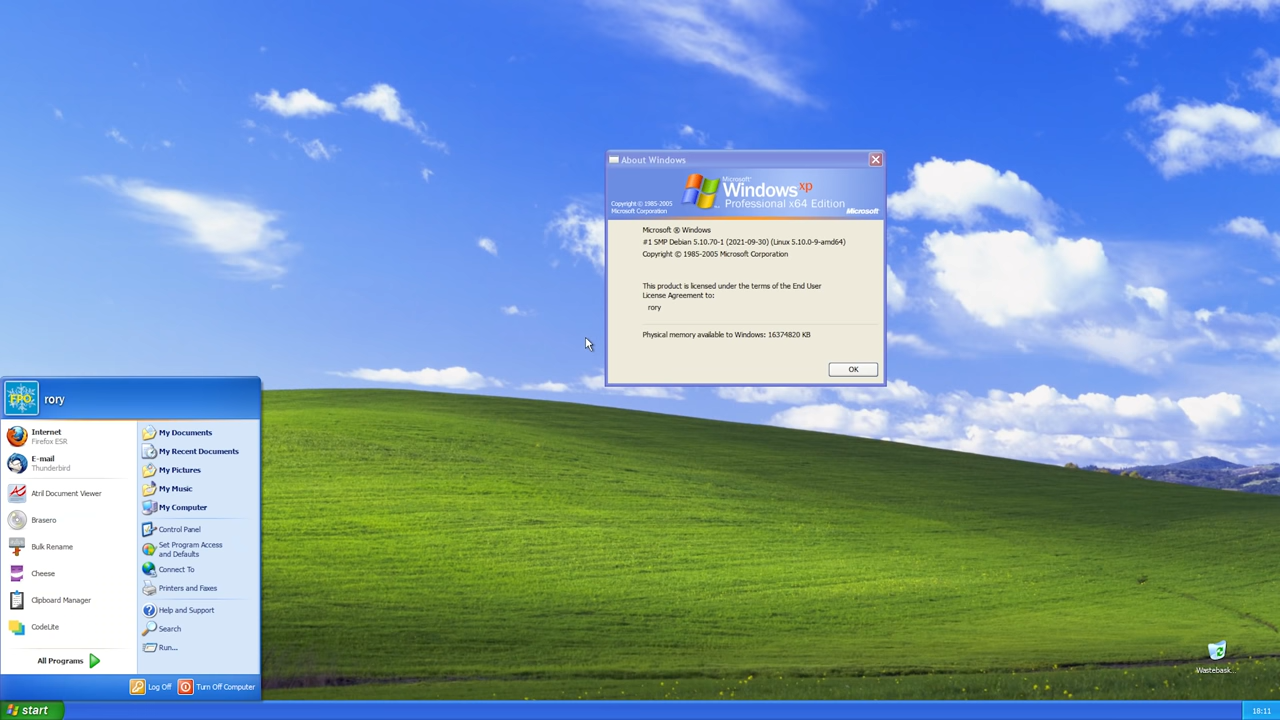 About Windows
Copyright © 1985-2005
Microsoft Corporation
Microsoft®
Windows xp
Professional x64 Edition
Microsoft
Microsoft ® Windows
#1 SMP Debian 5.10.70-1 (2021-09-30) (Linux 5.10.0-9-amd64)
Copyright © 1985-2005 Microsoft Corporation
This product is licensed under the terms of the End User
License Agreement to:
rory
Physical memory available to Windows: 16374820 KB
OK
FPO
rory
Internet
Firefox ESR
E-mail
Thunderbird
Atril Document Viewer
Brasero
Bulk Rename
Cheese
Clipboard Manager
CodeLite
All Programs
My Documents
My Recent Documents
My Pictures
My Music
My Computer
Control Panel
Set Program Access
and Defaults
Connect To
Printers and Faxes
Help and Support
Search
Run...
Log Off
Turn Off Computer
Wastebask...
start
18:11